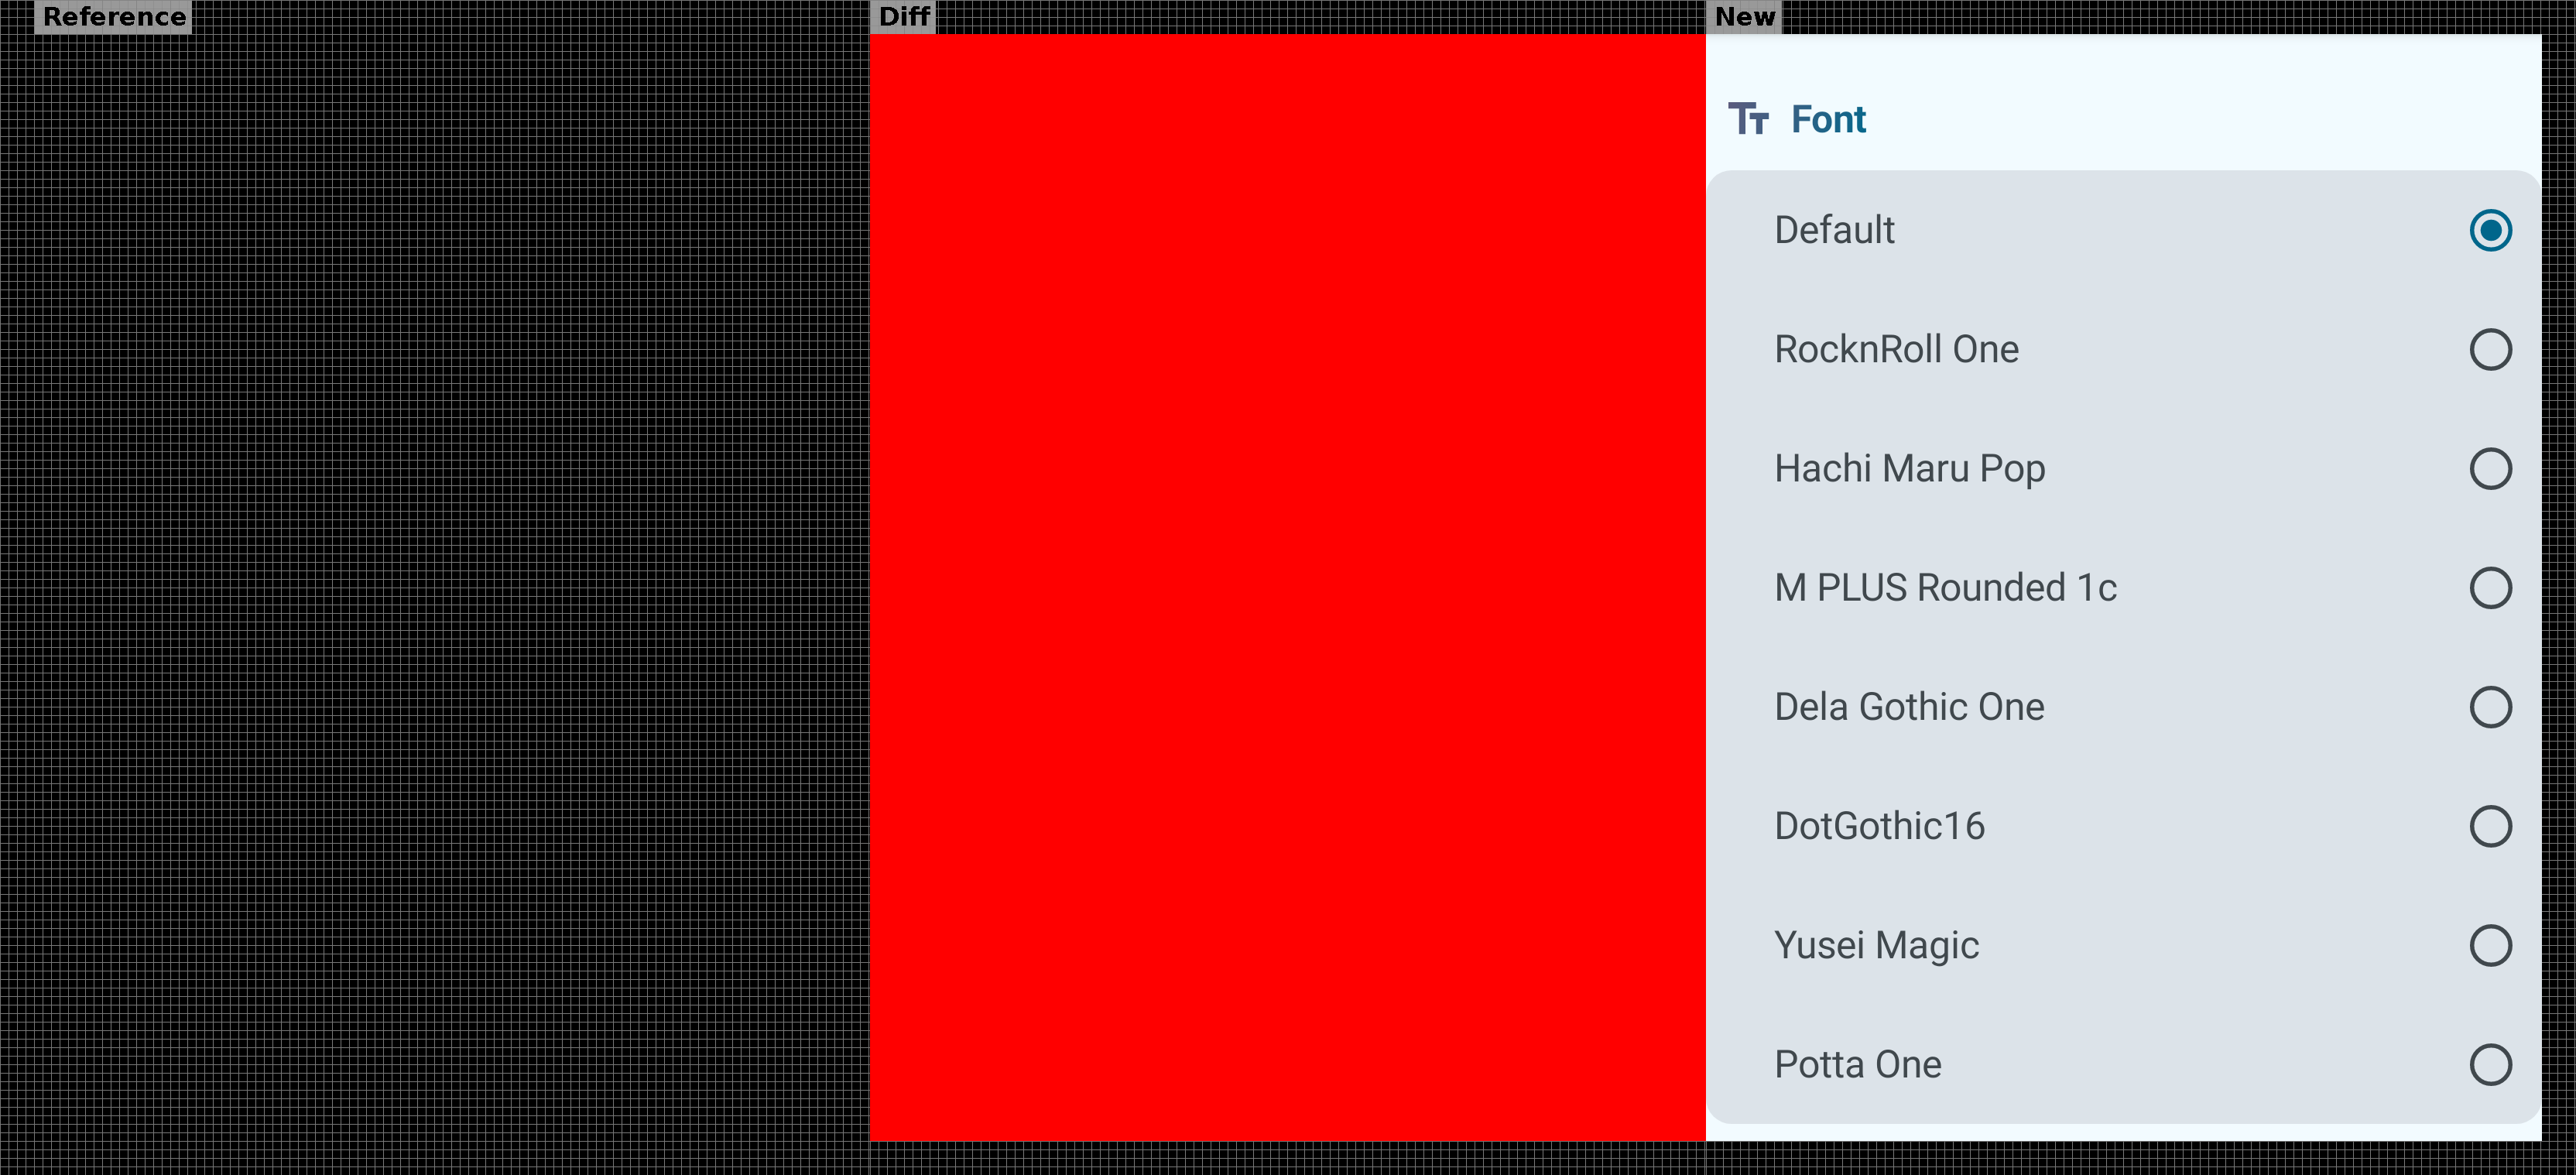 Reference
Diff
New
Font
Default
RocknRoll One
Hachi Maru Pop
M PLUS Rounded 1c
Dela Gothic One
DotGothic16
Yusei Magic
Potta One